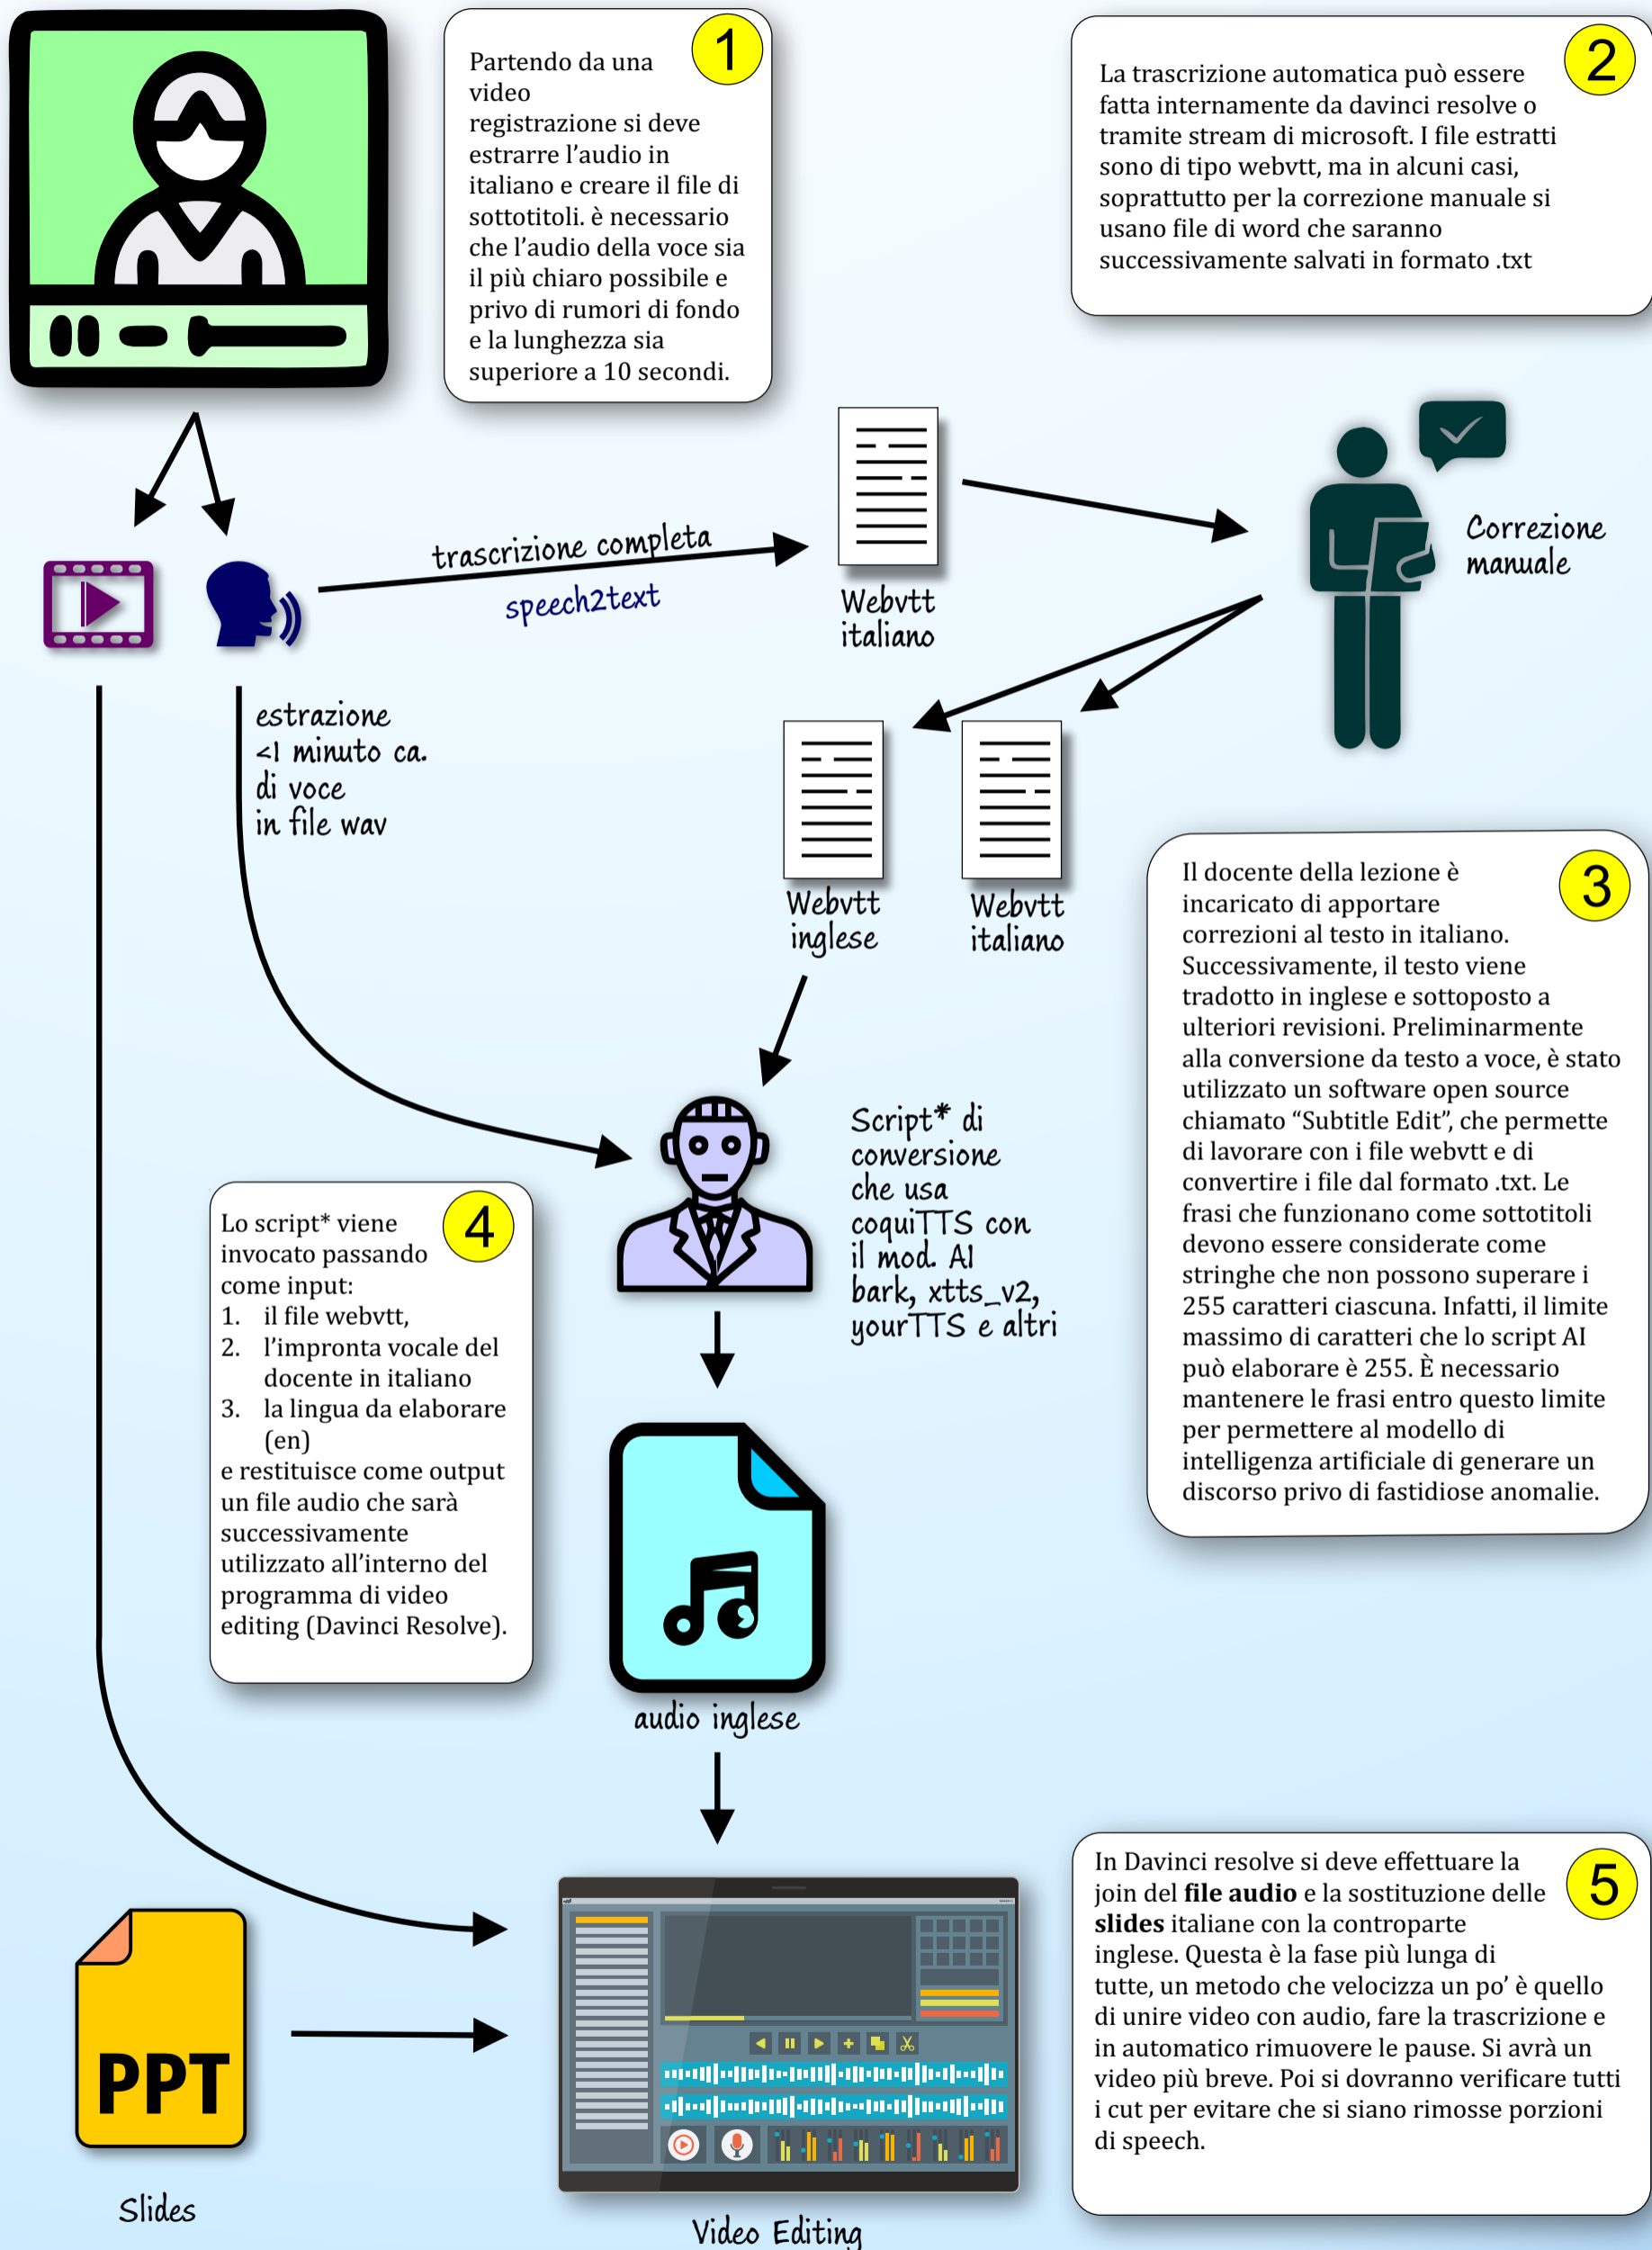 1
Partendo da una
video
registrazione si deve
estrarre l’audio in
italiano e creare il file di
sottotitoli. è necessario
che l’audio della voce sia
il più chiaro possibile e
privo di rumori di fondo
e la lunghezza sia
superiore a 10 secondi.
2
La trascrizione automatica può essere
fatta internamente da davinci resolve o
tramite stream di microsoft. I file estratti
sono di tipo webvtt, ma in alcuni casi,
soprattutto per la correzione manuale si
usano file di word che saranno
successivamente salvati in formato .txt
trascrizione completa
speech2text
Webvtt
italiano
Correzione
manuale
estrazione
<1 minuto ca.
di voce
in file wav
Webvtt
inglese
Webvtt
italiano
3
Il docente della lezione è
incaricato di apportare
correzioni al testo in italiano.
Successivamente, il testo viene
tradotto in inglese e sottoposto a
ulteriori revisioni. Preliminarmente
alla conversione da testo a voce, è stato
utilizzato un software open source
chiamato “Subtitle Edit”, che permette
di lavorare con i file webvtt e di
convertire i file dal formato .txt. Le
frasi che funzionano come sottotitoli
devono essere considerate come
stringhe che non possono superare i
255 caratteri ciascuna. Infatti, il limite
massimo di caratteri che lo script AI
può elaborare è 255. È necessario
mantenere le frasi entro questo limite
per permettere al modello di
intelligenza artificiale di generare un
discorso privo di fastidiose anomalie.
Script* di
conversione
che usa
coquiTTS con
il mod. AI
bark, xtts_v2,
yourTTS e altri
4
Lo script* viene
invocato passando
come input:
1. il file webvtt,
2. l’impronta vocale del
docente in italiano
3. la lingua da elaborare
(en)
e restituisce come output
un file audio che sarà
successivamente
utilizzato all’interno del
programma di video
editing (Davinci Resolve).
audio inglese
5
In Davinci resolve si deve effettuare la
join del file audio e la sostituzione delle
slides italiane con la controparte
inglese. Questa è la fase più lunga di
tutte, un metodo che velocizza un po’ è quello
di unire video con audio, fare la trascrizione e
in automatico rimuovere le pause. Si avrà un
video più breve. Poi si dovranno verificare tutti
i cut per evitare che si siano rimosse porzioni
di speech.
PPT
Slides
Video Editing